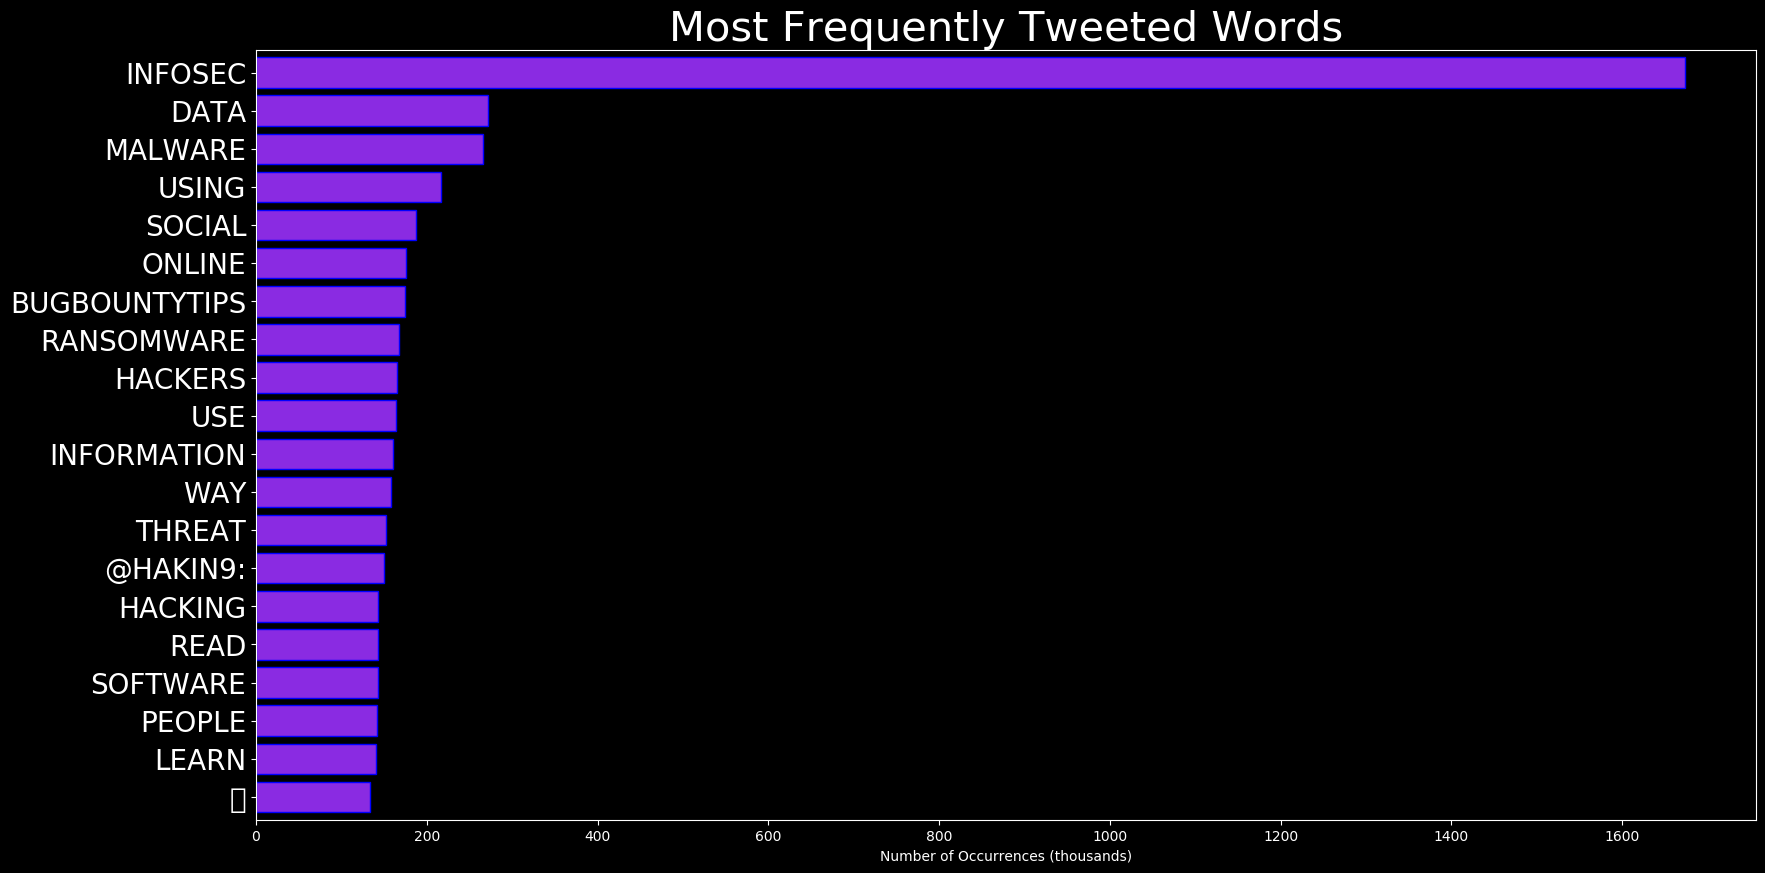 Most Frequently Tweeted Words
INFOSEC
DATA
MALWARE
USING
SOCIAL
ONLINE
BUGBOUNTYTIPS
RANSOMWARE
HACKERS
USE
INFORMATION
WAY
THREAT
@HAKIN9:
HACKING
READ
SOFTWARE
PEOPLE
LEARN
0 200 400 600 800 1000 1200 1400 1600
Number of Occurrences (thousands)